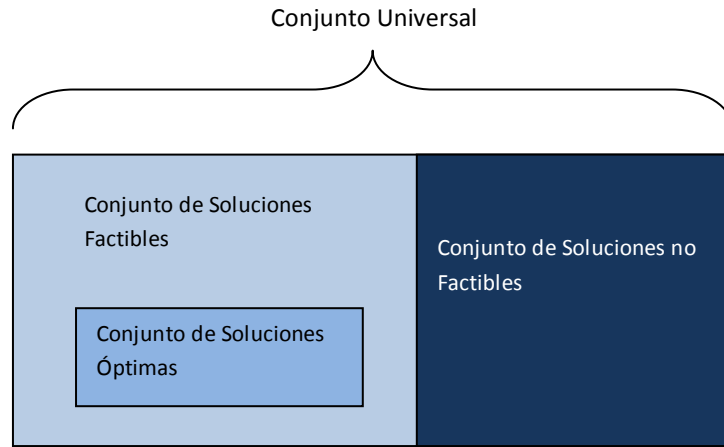 Conjunto Universal
Conjunto de Soluciones
Factibles
Conjunto de Soluciones no
Factibles
Conjunto de Soluciones
Óptimas